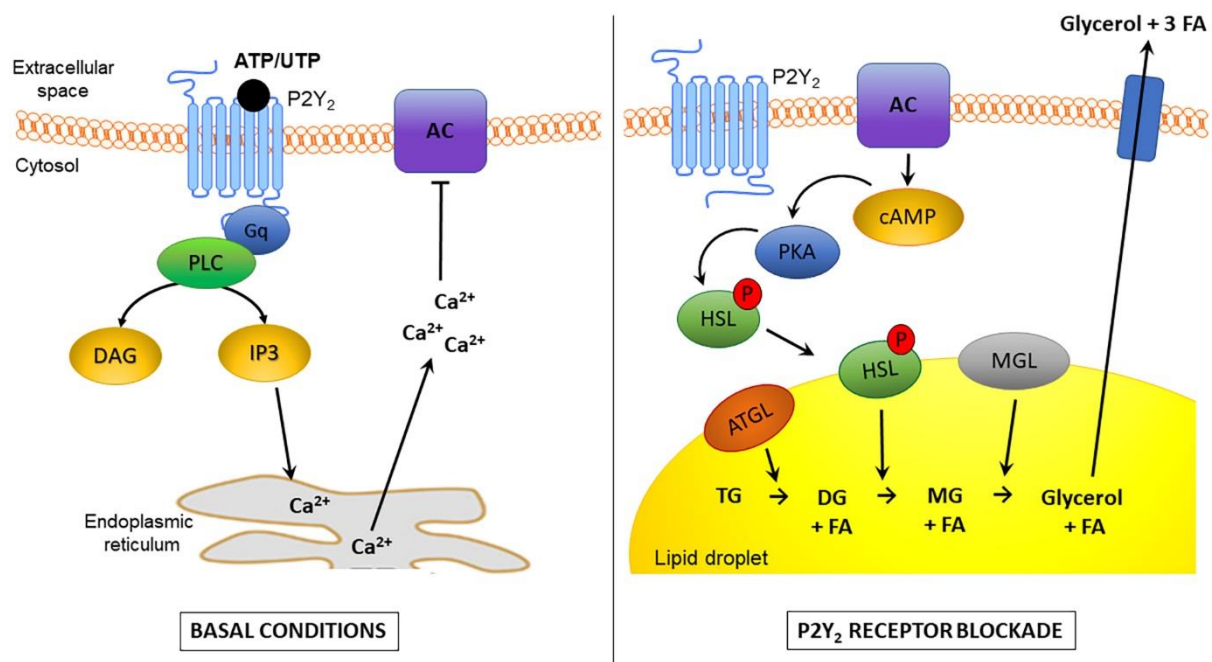 Extracellular
space
ATP/UTP
P2Y₂
AC
Cytosol
Gq
PLC
DAG
IP3
Ca²⁺
Ca²⁺ Ca²⁺
Ca²⁺
Endoplasmic
reticulum
Ca²⁺
BASAL CONDITIONS
Glycerol + 3 FA
P2Y₂
AC
cAMP
PKA
P
HSL
P
HSL
MGL
ATGL
TG → DG → MG → Glycerol
+ FA + FA + FA
Lipid droplet
P2Y₂ RECEPTOR BLOCKADE